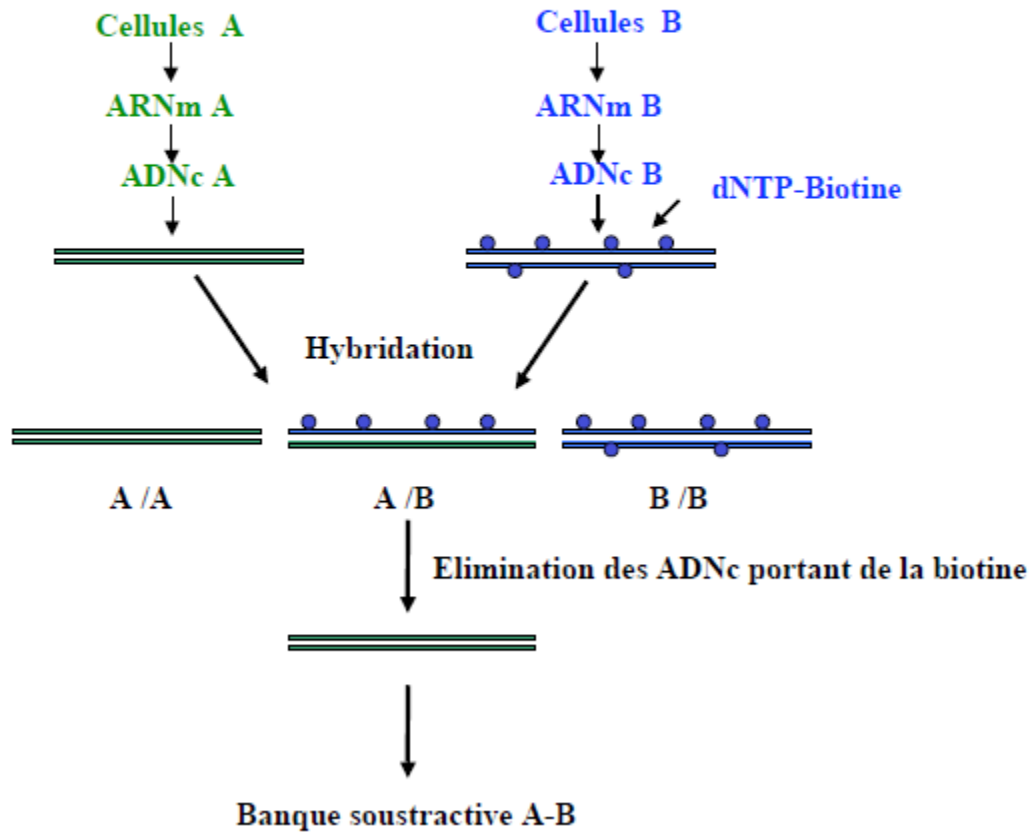 Cellules A
Cellules B
ARNm A
ARNm B
ADNc A
ADNc B
dNTP-Biotine
Hybridation
A /A
A /B
B /B
Elimination des ADNc portant de la biotine
Banque soustractive A-B